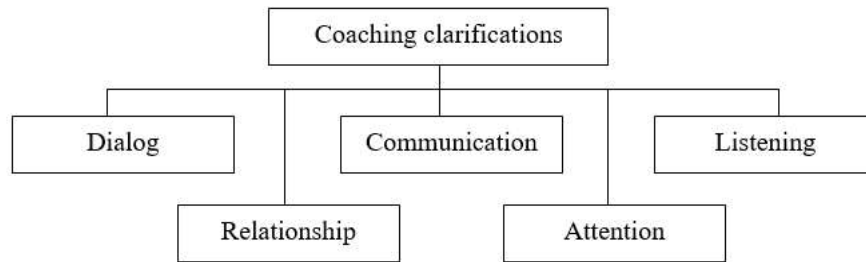 Coaching clarifications
Dialog
Communication
Listening
Relationship
Attention